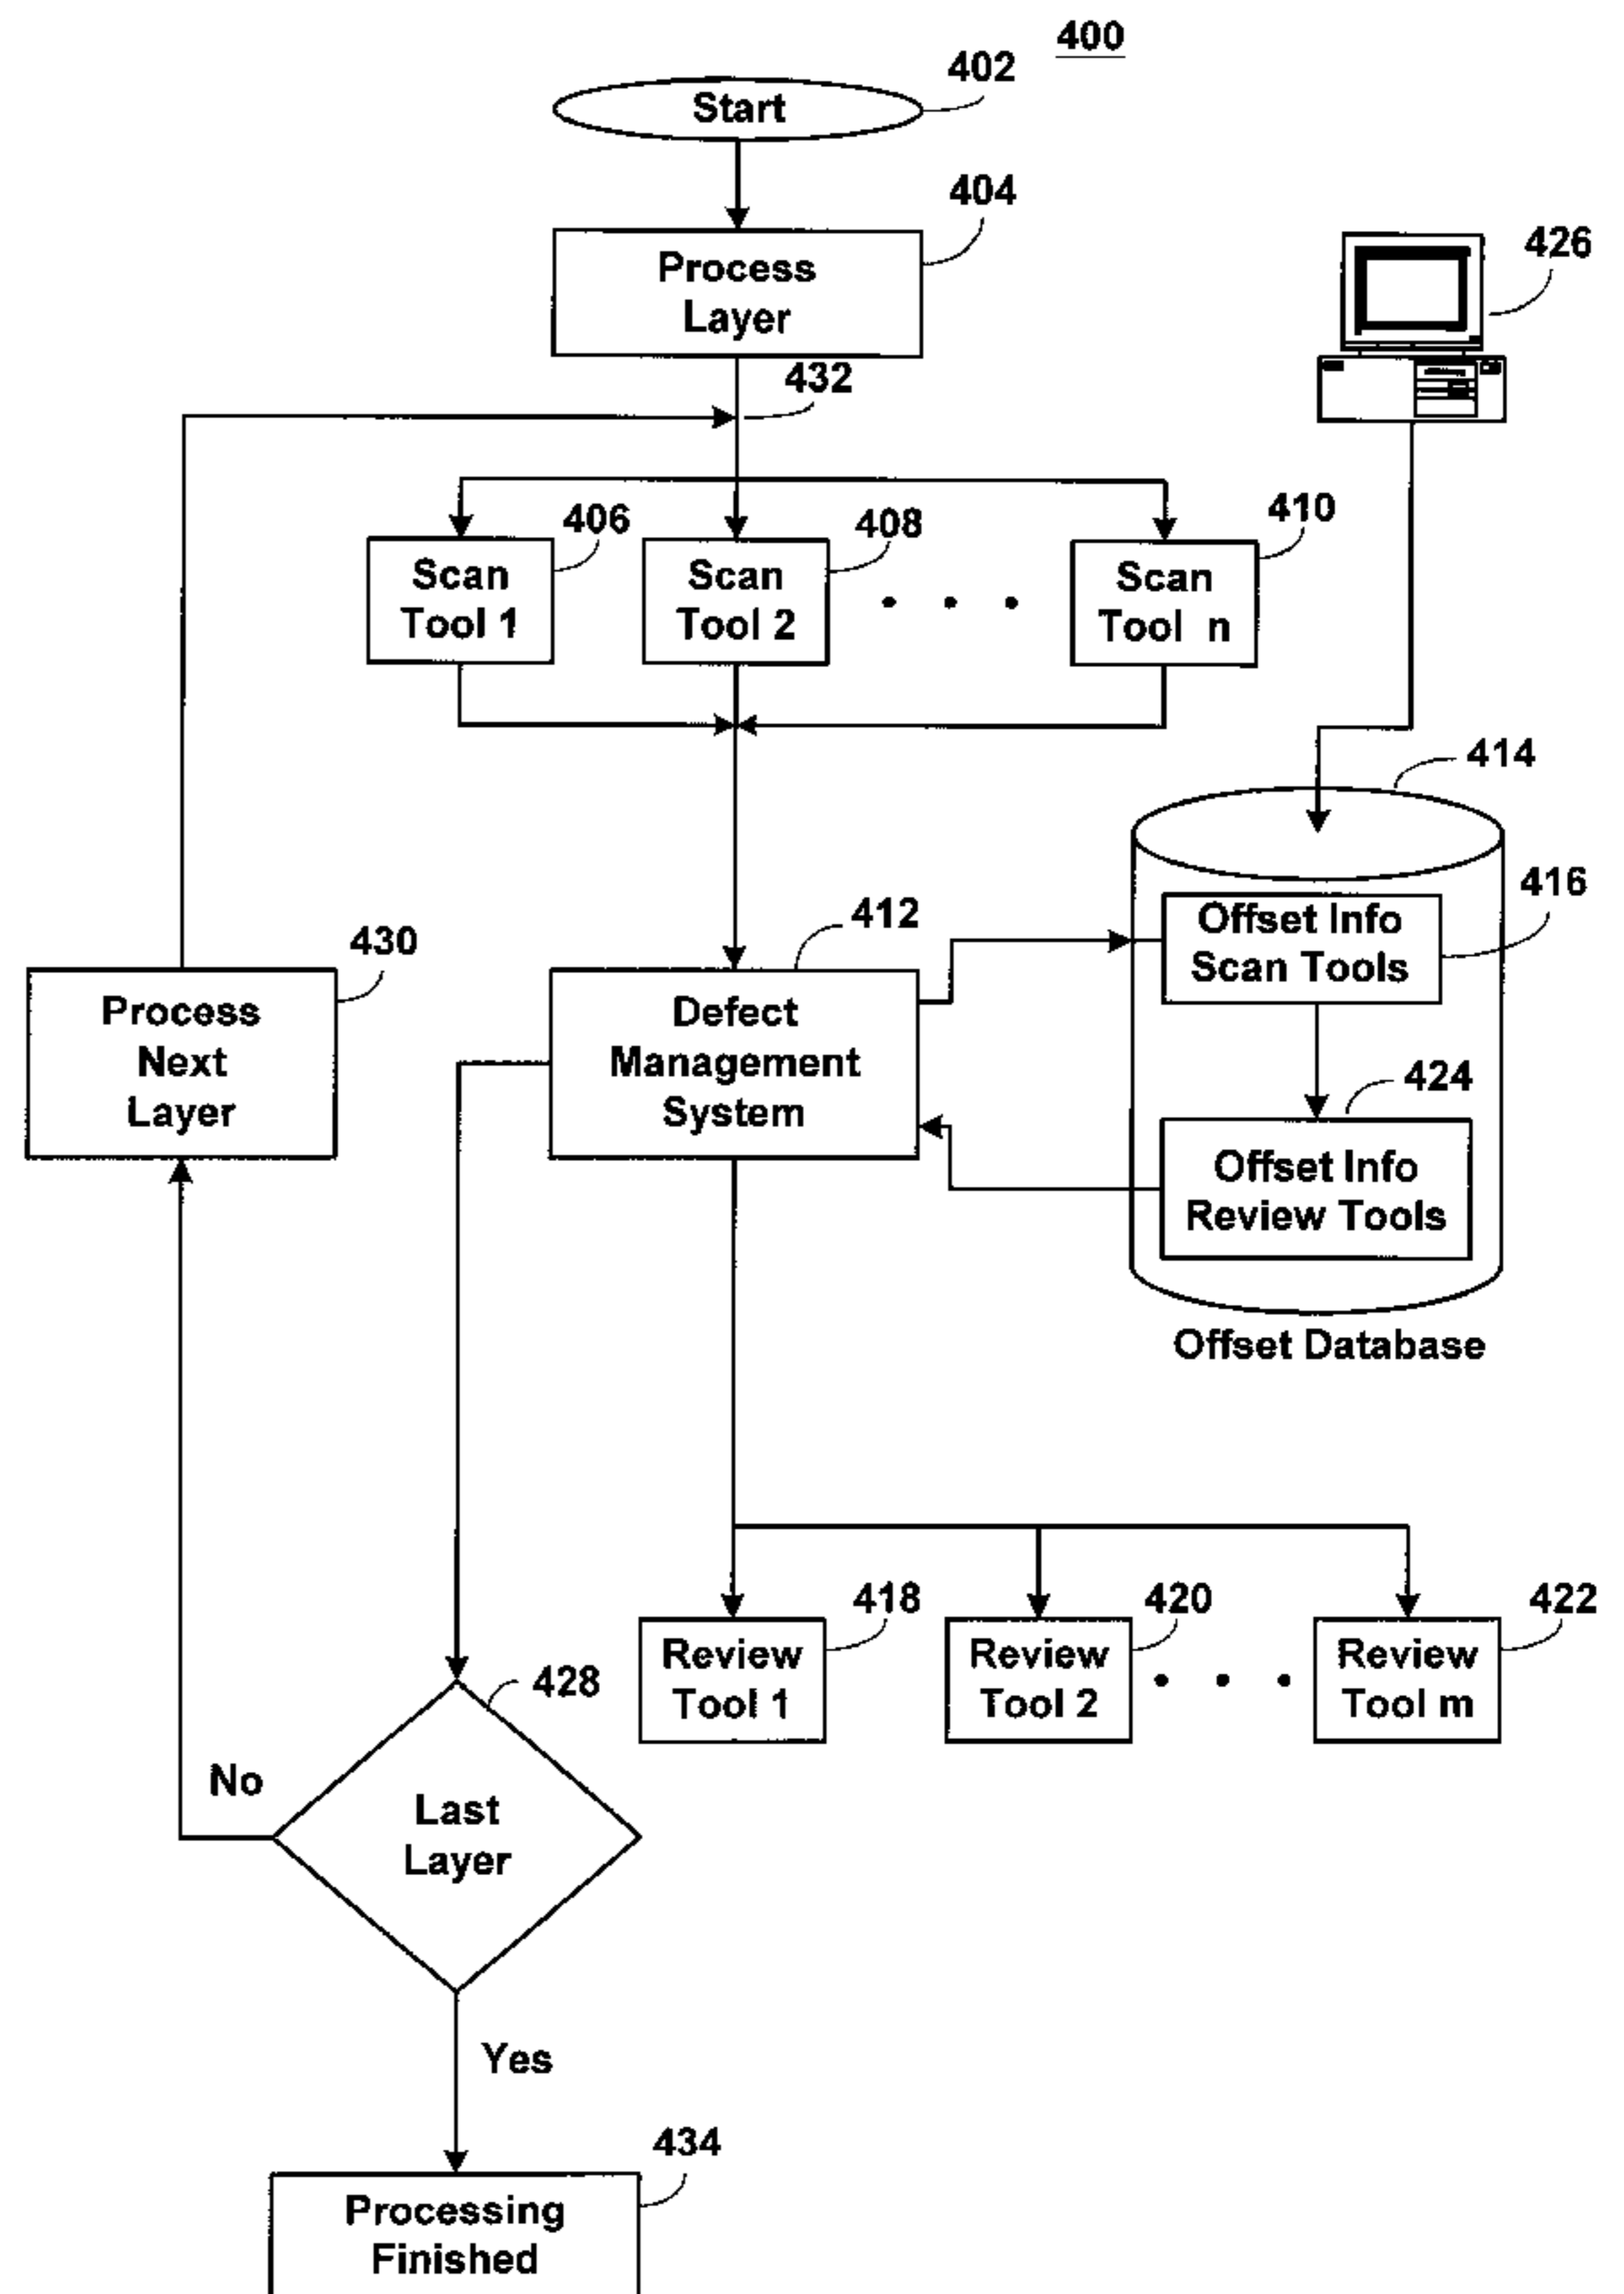 400
402
Start
404
Process
Layer
426
432
406
408
410
Scan
Tool 1
Scan
Tool 2
Scan
Tool n
414
416
Offset Info
Scan Tools
412
430
Process
Next
Layer
Defect
Management
System
424
Offset Info
Review Tools
Offset Database
418
420
422
Review
Tool 1
Review
Tool 2
Review
Tool m
428
No
Last
Layer
Yes
434
Processing
Finished